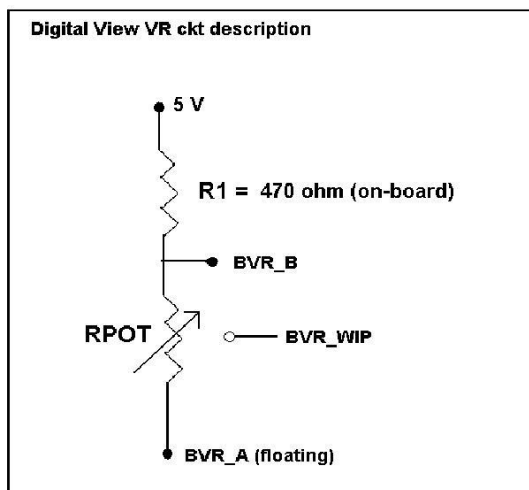 Digital View VR ckt description
5 V
R1 = 470 ohm (on-board)
BVR_B
RPOT
BVR_WIP
BVR_A (floating)